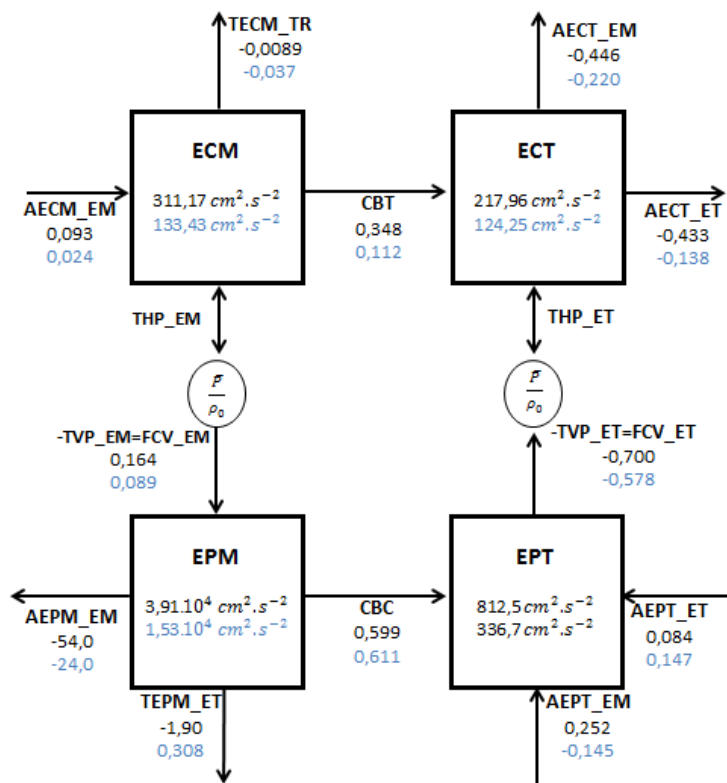 TECM_TR
-0,0089
-0,037
AECT_EM
-0,446
-0,220
ECM
311,17 cm².s⁻²
133,43 cm².s⁻²
ECT
217,96 cm².s⁻²
124,25 cm².s⁻²
AECM_EM
0,093
0,024
CBT
0,348
0,112
AECT_ET
-0,433
-0,138
THP_EM
THP_ET
P̄
ρ₀
P̄
ρ₀
-TVP_EM=FCV_EM
0,164
0,089
-TVP_ET=FCV_ET
-0,700
-0,578
EPM
3,91.10⁴ cm².s⁻²
1,53.10⁴ cm².s⁻²
EPT
812,5 cm².s⁻²
336,7 cm².s⁻²
AEPM_EM
-54,0
-24,0
CBC
0,599
0,611
AEPT_ET
0,084
0,147
TEPM_ET
-1,90
0,308
AEPT_EM
0,252
-0,145